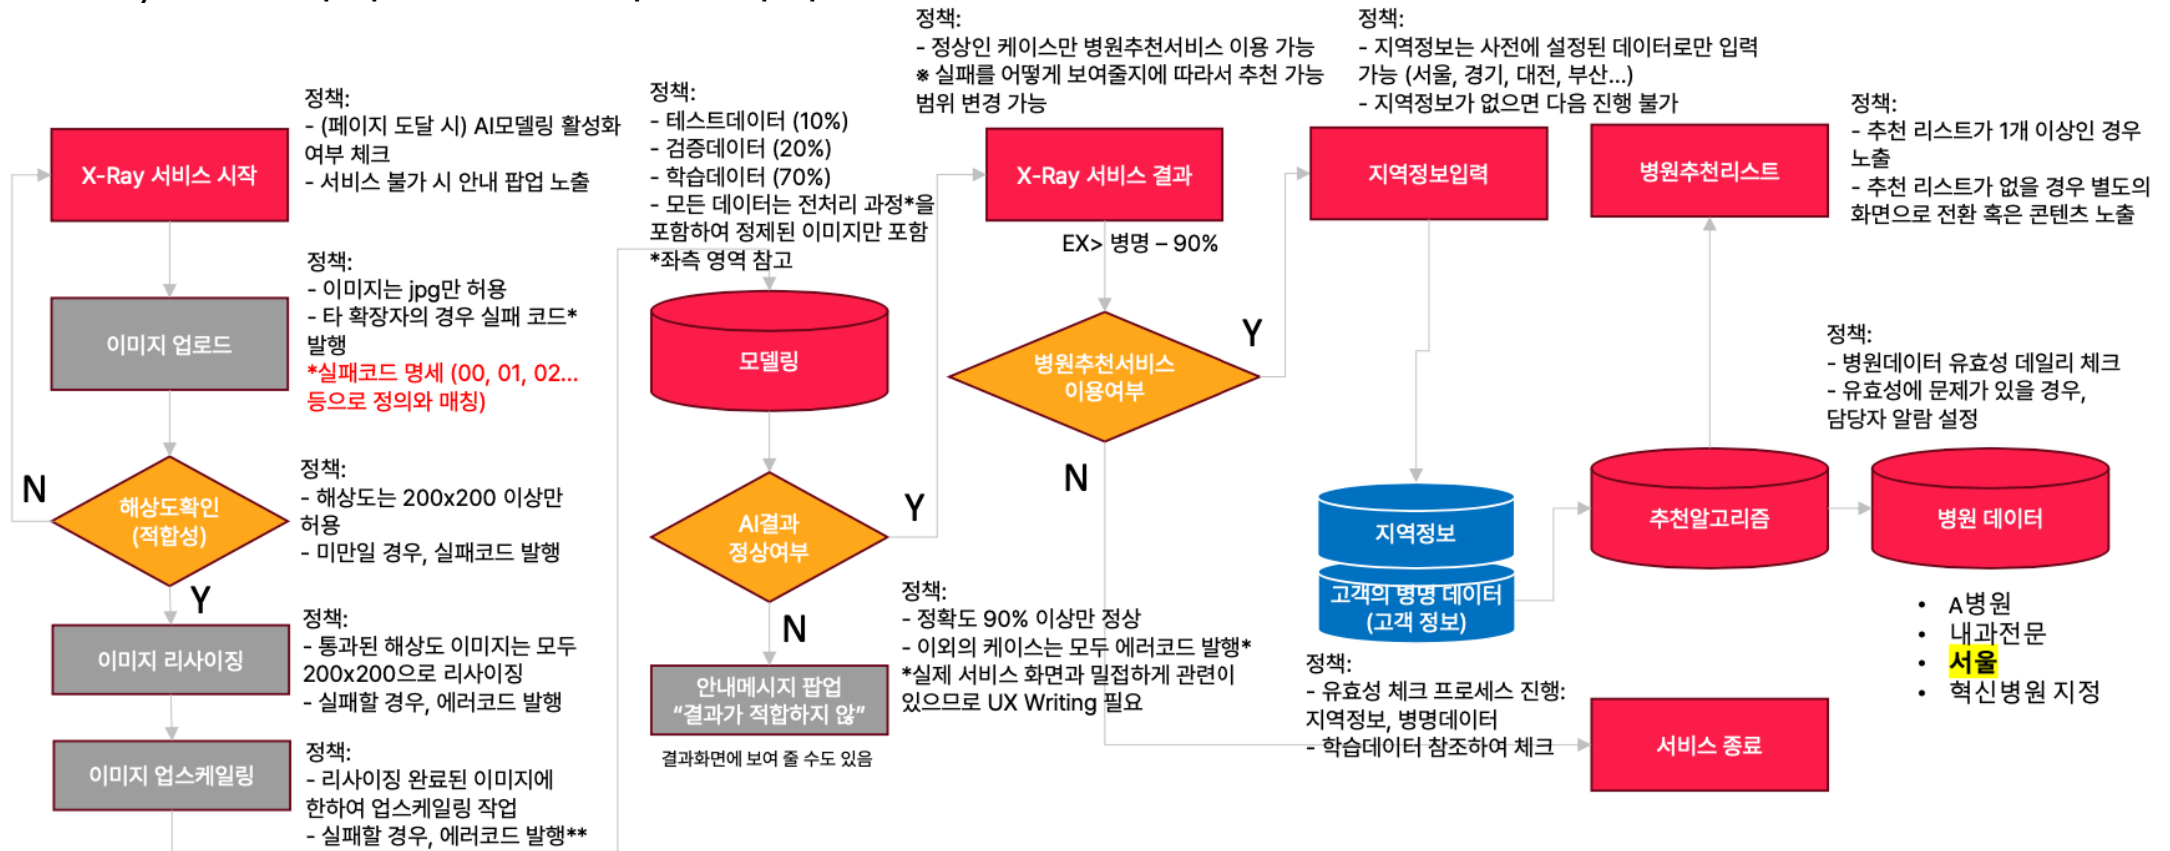 정책:
- (페이지 도달 시) AI모델링 활성화
여부 체크
- 서비스 불가 시 안내 팝업 노출
X-Ray 서비스 시작
정책:
- 이미지는 jpg만 허용
- 타 확장자의 경우 실패 코드*
발행
*실패코드 명세 (00, 01, 02...
등으로 정의와 매칭)
이미지 업로드
정책:
- 해상도는 200x200 이상만
허용
- 미만일 경우, 실패코드 발행
N
해상도확인
(적합성)
Y
정책:
- 통과된 해상도 이미지는 모두
200x200으로 리사이징
- 실패할 경우, 에러코드 발행
이미지 리사이징
정책:
- 리사이징 완료된 이미지에
한하여 업스케일링 작업
- 실패할 경우, 에러코드 발행**
이미지 업스케일링
정책:
- 테스트데이터 (10%)
- 검증데이터 (20%)
- 학습데이터 (70%)
- 모든 데이터는 전처리 과정*을
포함하여 정제된 이미지만 포함
*좌측 영역 참고
모델링
AI결과
정상여부
Y
N
안내메시지 팝업
“결과가 적합하지 않”
결과화면에 보여 줄 수도 있음
정책:
- 정확도 90% 이상만 정상
- 이외의 케이스는 모두 에러코드 발행*
*실제 서비스 화면과 밀접하게 관련이
있으므로 UX Writing 필요
정책:
- 정상인 케이스만 병원추천서비스 이용 가능
※ 실패를 어떻게 보여줄지에 따라서 추천 가능
범위 변경 가능
X-Ray 서비스 결과
EX> 병명 – 90%
병원추천서비스
이용여부
Y
N
정책:
- 지역정보는 사전에 설정된 데이터로만 입력
가능 (서울, 경기, 대전, 부산...)
- 지역정보가 없으면 다음 진행 불가
지역정보입력
지역정보
고객의 병명 데이터
(고객 정보)
정책:
- 유효성 체크 프로세스 진행:
지역정보, 병명데이터
- 학습데이터 참조하여 체크
서비스 종료
정책:
- 추천 리스트가 1개 이상인 경우
노출
- 추천 리스트가 없을 경우 별도의
화면으로 전환 혹은 콘텐츠 노출
병원추천리스트
정책:
- 병원데이터 유효성 데일리 체크
- 유효성에 문제가 있을 경우,
담당자 알람 설정
추천알고리즘
병원 데이터
• A병원
• 내과전문
• 서울
• 혁신병원 지정